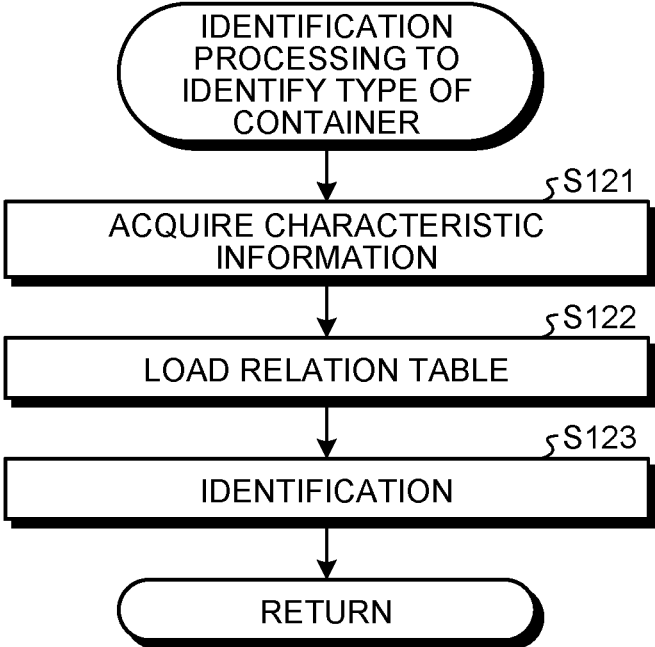 IDENTIFICATION
PROCESSING TO
IDENTIFY TYPE OF
CONTAINER
S121
ACQUIRE CHARACTERISTIC
INFORMATION
S122
LOAD RELATION TABLE
S123
IDENTIFICATION
RETURN